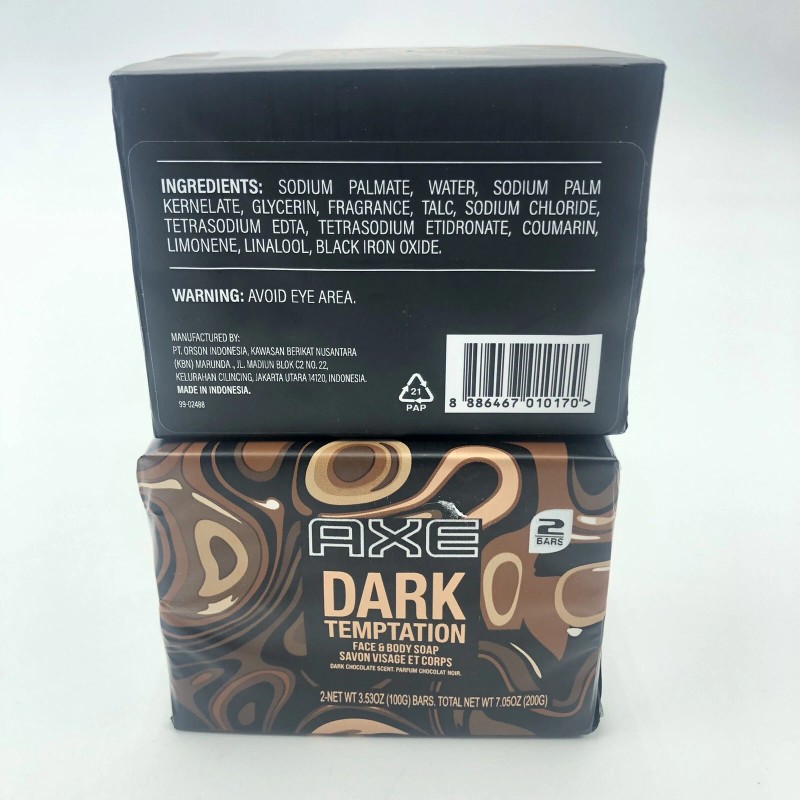 INGREDIENTS: SODIUM PALMATE, WATER, SODIUM PALM
KERNELATE, GLYCERIN, FRAGRANCE, TALC, SODIUM CHLORIDE,
TETRASODIUM EDTA, TETRASODIUM ETIDRONATE, COUMARIN,
LIMONENE, LINALOOL, BLACK IRON OXIDE.
WARNING: AVOID EYE AREA.
MANUFACTURED BY:
PT. ORSON INDONESIA, KAWASAN BERIKAT NUSANTARA
(KBN) MARUNDA ., JL. MADIUN BLOK C2 NO. 22,
KELURAHAN CILINCING, JAKARTA UTARA 14120, INDONESIA.
MADE IN INDONESIA.
99-02488
21
PAP
8 886467 010170 >
AXE
2
BARS
DARK
TEMPTATION
FACE & BODY SOAP
SAVON VISAGE ET CORPS
DARK CHOCOLATE SCENT. PARFUM CHOCOLAT NOIR.
2-NET WT 3.53OZ (100G) BARS. TOTAL NET WT 7.05OZ (200G)